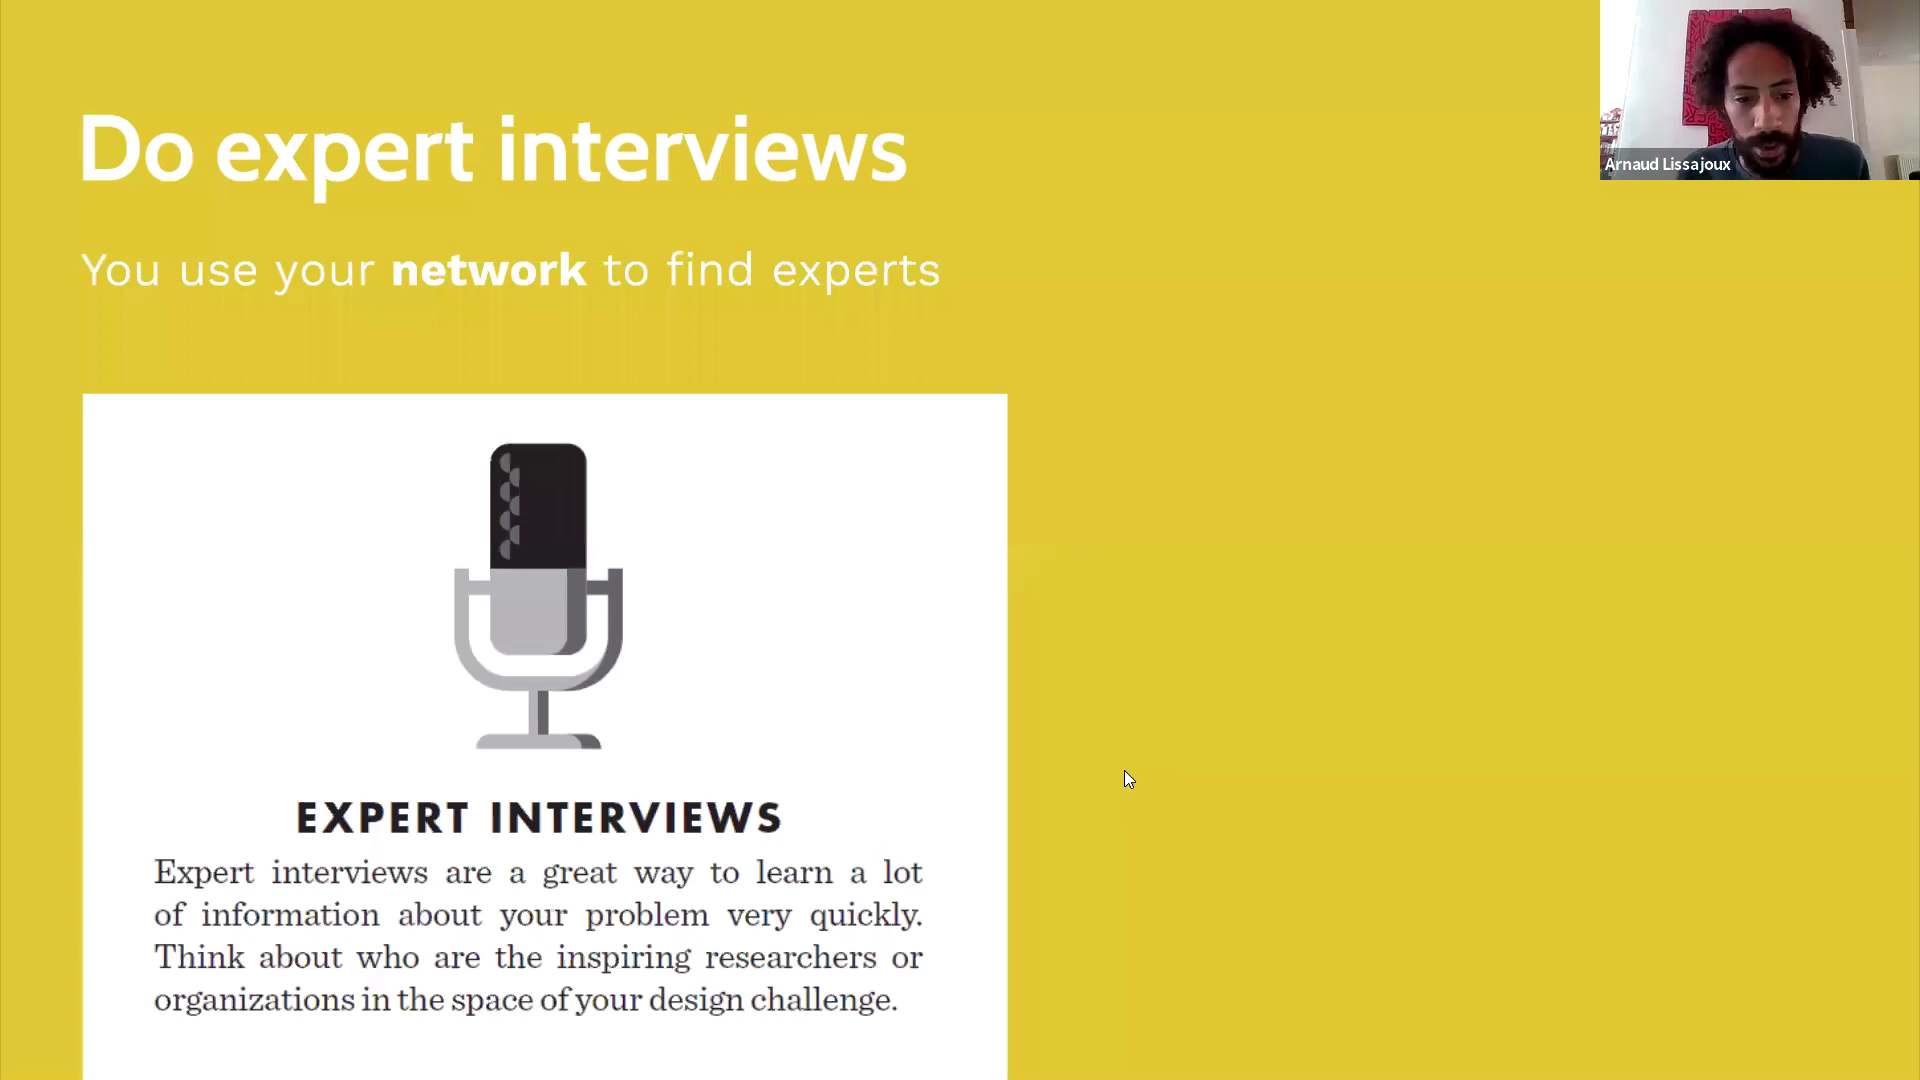 Do expert interviews
You use your network to find experts
Arnaud Lissajoux
EXPERT INTERVIEWS
Expert interviews are a great way to learn a lot
of information about your problem very quickly.
Think about who are the inspiring researchers or
organizations in the space of your design challenge.